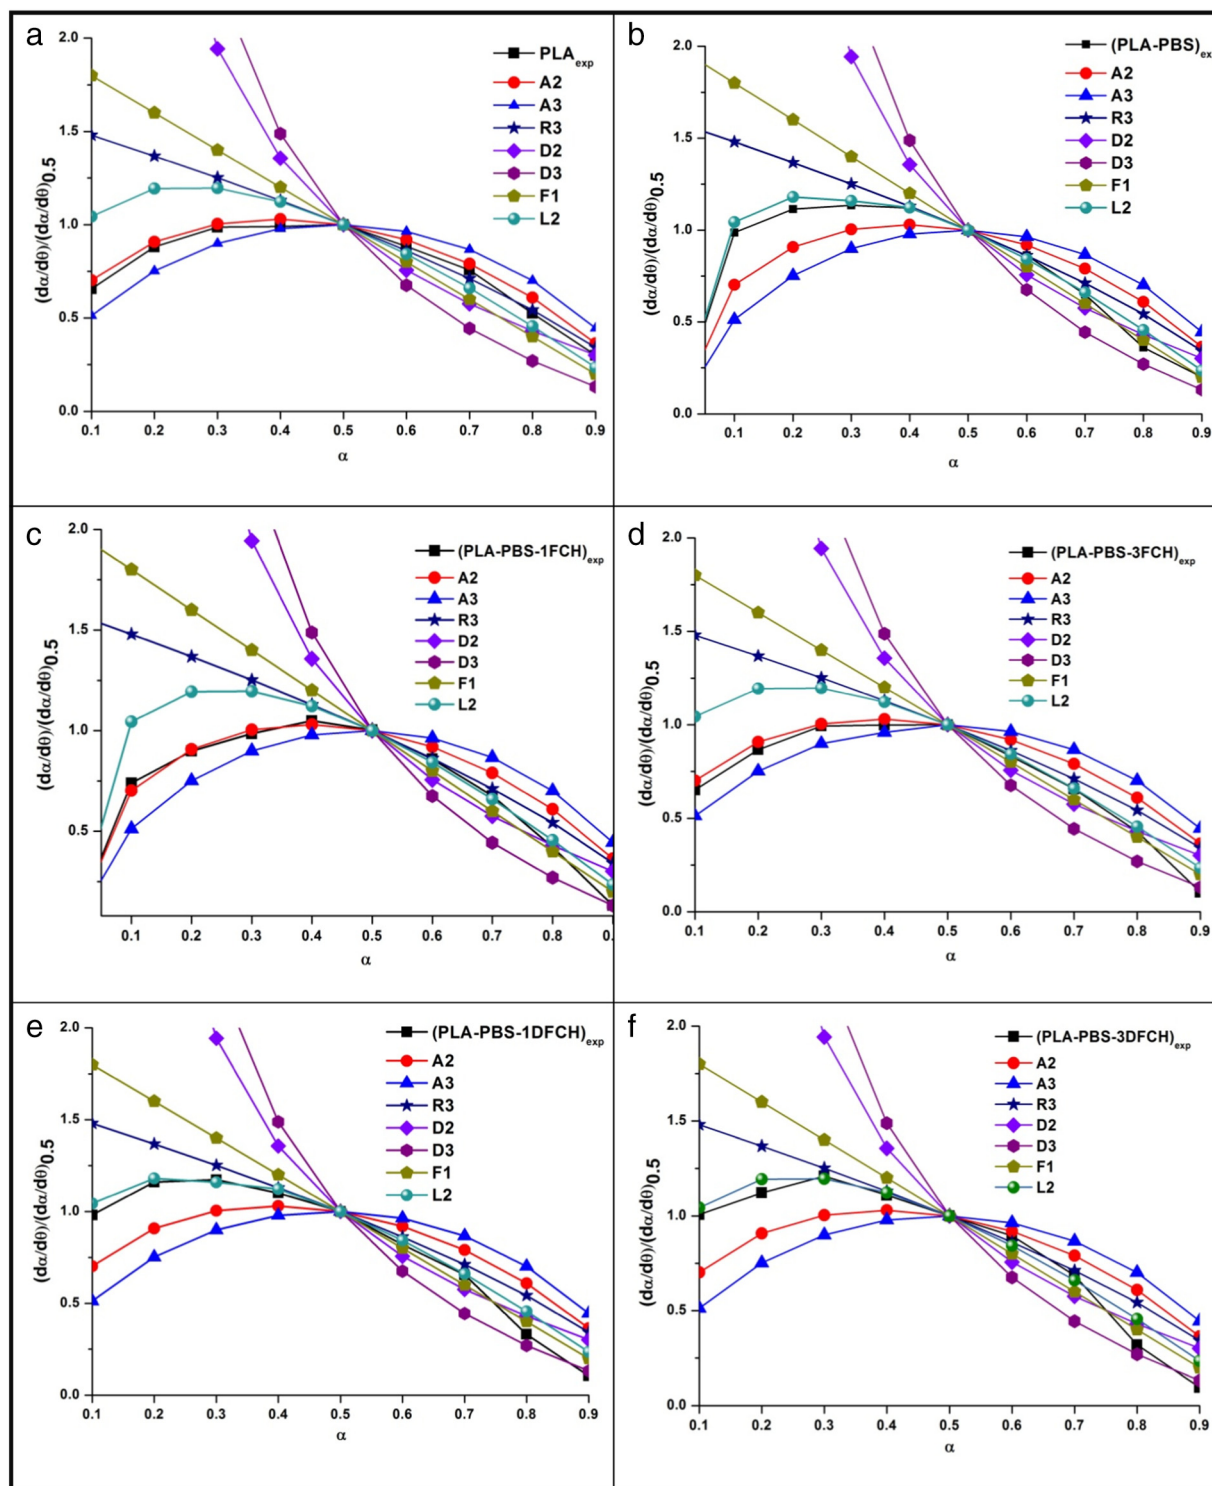 a
2.0
1.5
1.0
0.5
0.0
0.1 0.2 0.3 0.4 0.5 0.6 0.7 0.8 0.9
α
(dα/dθ)/(dα/dθ)0.5
PLAexp
A2
A3
R3
D2
D3
F1
L2
b
2.0
1.5
1.0
0.5
0.0
0.1 0.2 0.3 0.4 0.5 0.6 0.7 0.8 0.9
α
(dα/dθ)/(dα/dθ)0.5
(PLA-PBS)ex
A2
A3
R3
D2
D3
F1
L2
c
2.0
1.5
1.0
0.5
0.1 0.2 0.3 0.4 0.5 0.6 0.7 0.8 0.
α
(dα/dθ)/(dα/dθ)0.5
(PLA-PBS-1FCH)exp
A2
A3
R3
D2
D3
F1
L2
d
2.0
1.5
1.0
0.5
0.0
0.1 0.2 0.3 0.4 0.5 0.6 0.7 0.8 0.9
α
(dα/dθ)/(dα/dθ)0.5
(PLA-PBS-3FCH)exp
A2
A3
R3
D2
D3
F1
L2
e
2.0
1.5
1.0
0.5
0.0
0.1 0.2 0.3 0.4 0.5 0.6 0.7 0.8 0.9
α
(dα/dθ)/(dα/dθ)0.5
(PLA-PBS-1DFCH)exp
A2
A3
R3
D2
D3
F1
L2
f
2.0
1.5
1.0
0.5
0.0
0.1 0.2 0.3 0.4 0.5 0.6 0.7 0.8 0.9
α
(dα/dθ)/(dα/dθ)0.5
(PLA-PBS-3DFCH)exp
A2
A3
R3
D2
D3
F1
L2